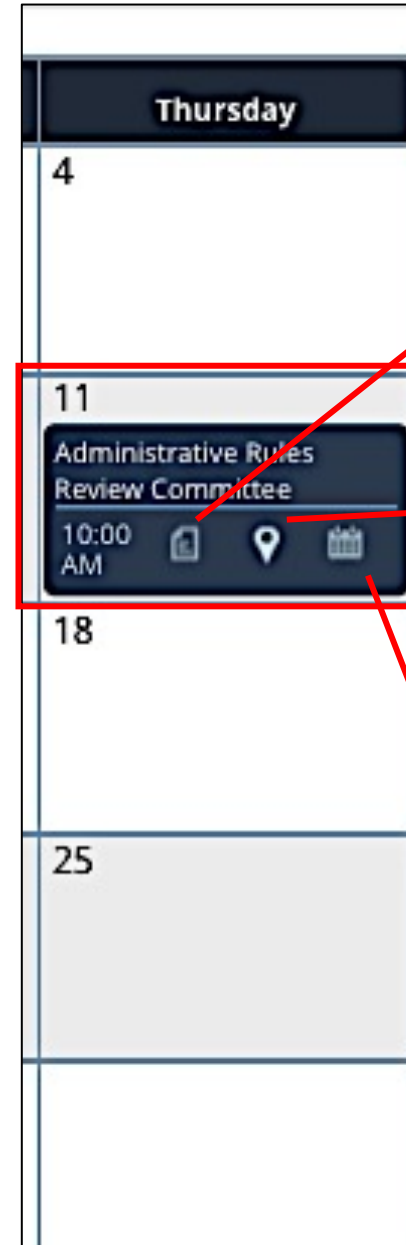 Thursday
4
11
Administrative Rules
Review Committee
10:00
AM
18
25